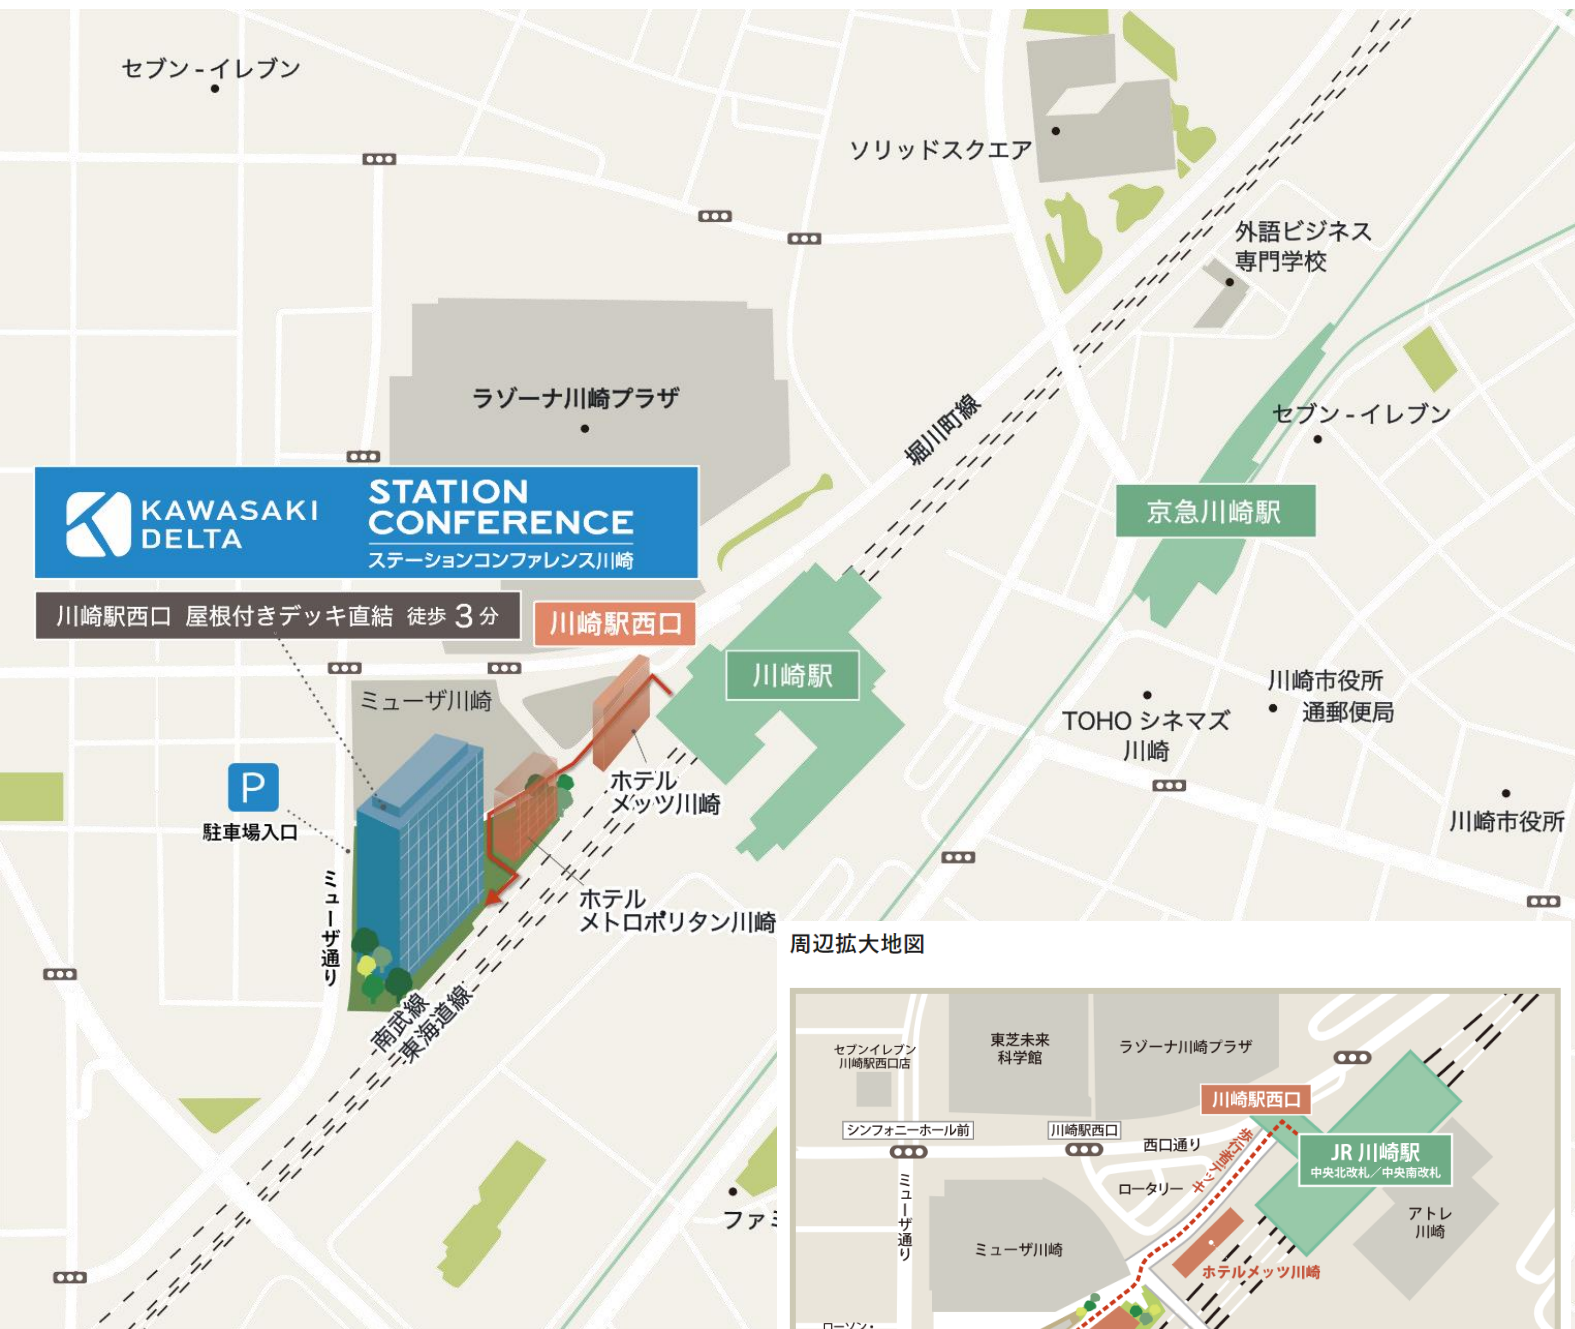 セブン - イレブン
ソリッドスクエア
外語ビジネス
専門学校
ラゾーナ川崎プラザ
堀川町線
セブン - イレブン
KAWASAKI
DELTA
STATION
CONFERENCE
ステーションコンファレンス川崎
京急川崎駅
川崎駅西口 屋根付きデッキ直結 徒歩 3 分
川崎駅西口
川崎駅
ミューザ川崎
川崎市役所
通郵便局
TOHO シネマズ
川崎
P
駐車場入口
ホテル
メッツ川崎
川崎市役所
ミューザ通り
ホテル
メトロポリタン川崎
南武線
東海道線
ファミ
周辺拡大地図
セブンイレブン
川崎駅西口店
東芝未来
科学館
ラゾーナ川崎プラザ
川崎駅西口
シンフォニーホール前
川崎駅西口
西口通り
歩行者デッキ
JR 川崎駅
中央北改札／中央南改札
ロータリー
ミューザ通り
アトレ
川崎
ミューザ川崎
ホテルメッツ川崎
ローソン・